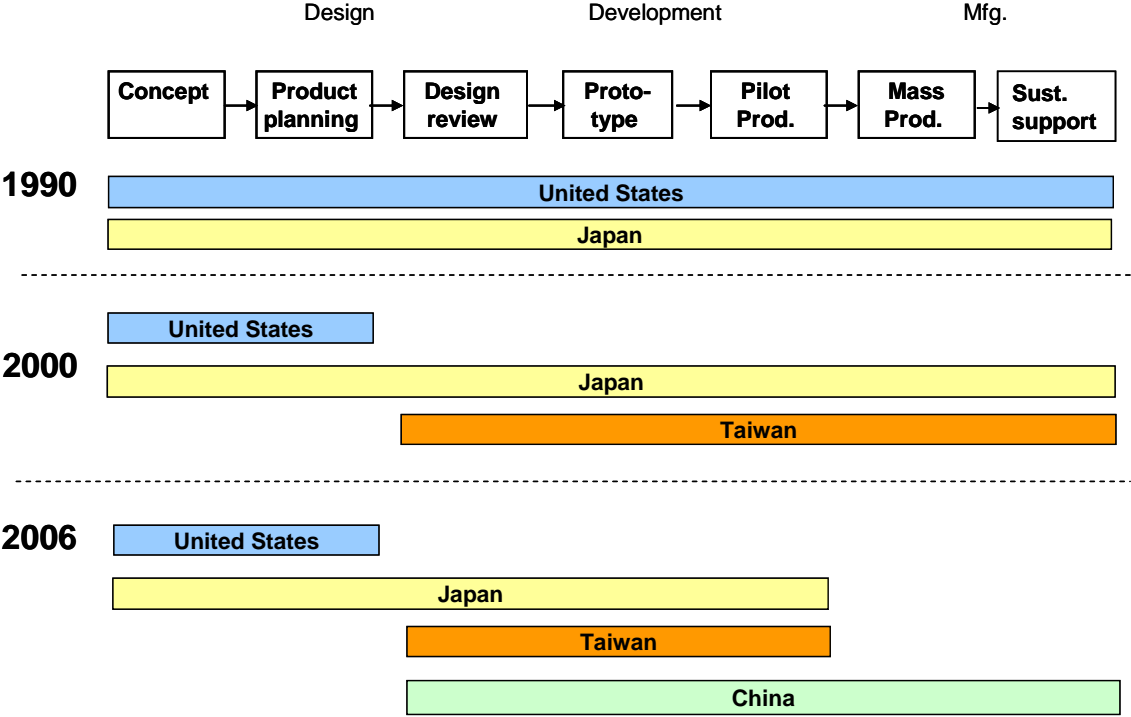 Design Development Mfg.
Concept Product planning Design review Proto-type Pilot Prod. Mass Prod. Sust. support
1990
United States
Japan
United States
2000
Japan
Taiwan
2006
United States
Japan
Taiwan
China